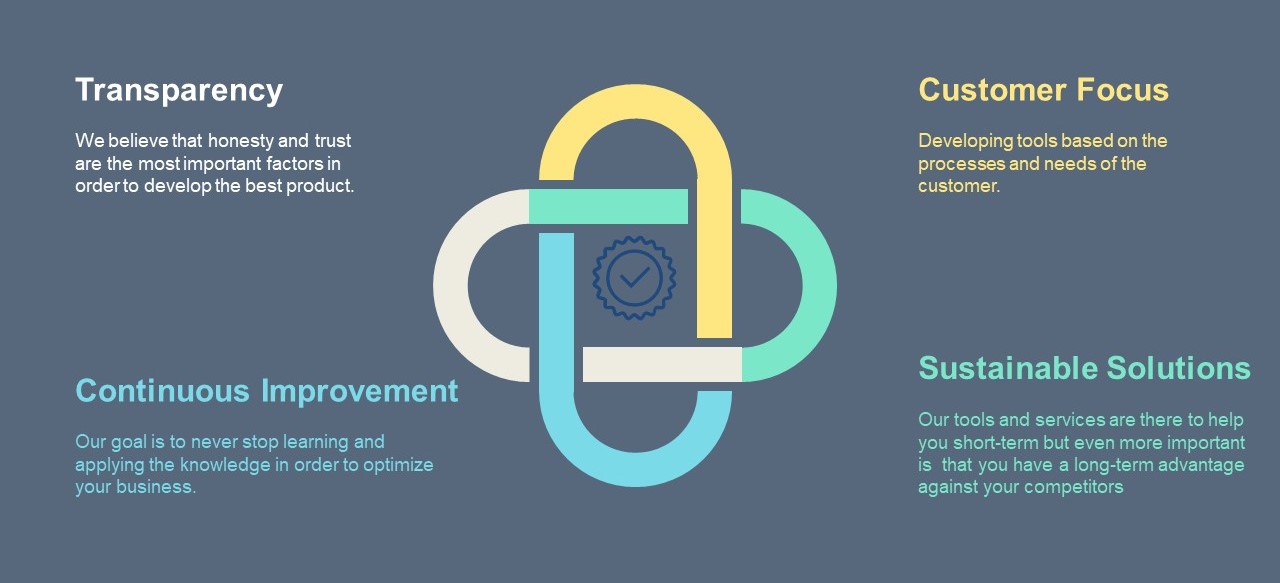 Transparency
We believe that honesty and trust
are the most important factors in
order to develop the best product.
Customer Focus
Developing tools based on the
processes and needs of the
customer.
Continuous Improvement
Our goal is to never stop learning and
applying the knowledge in order to optimize
your business.
Sustainable Solutions
Our tools and services are there to help
you short-term but even more important
is  that you have a long-term advantage
against your competitors